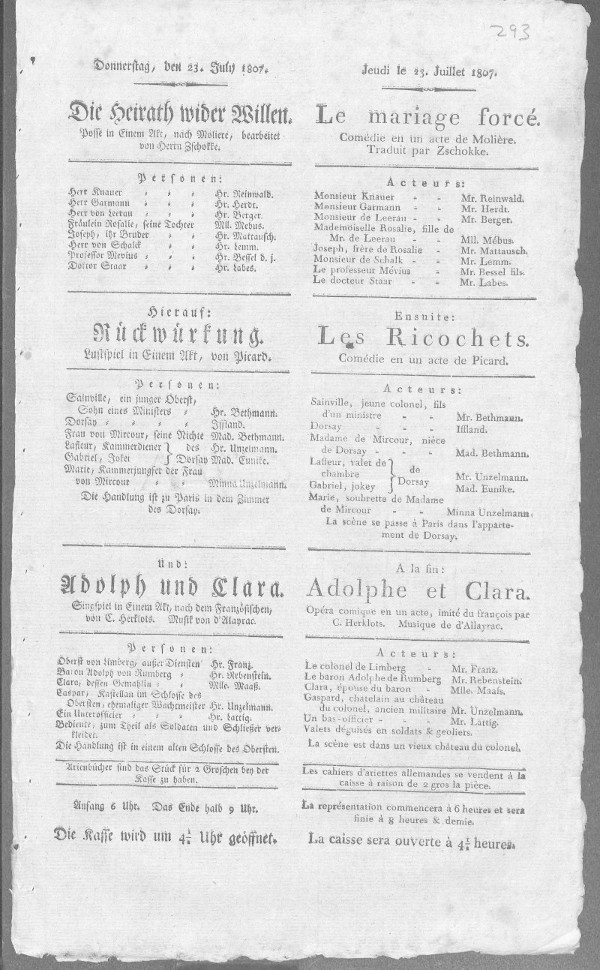 293
Donnerstag, den 23. July 1807.
Die Heirath wider Willen.
Posse in Einem Akt, nach Moliere, bearbeitet
von Herrn Zschokke.
Personen:
Herr Knauer Hr. Reinwald.
Herr Garmann Hr. Herdt.
Herr von Leerau Hr. Berger.
Fräulein Rosalie, seine Tochter Mll. Mebus.
Joseph, ihr Bruder Hr. Mattausch.
Herr von Schalck Hr. Lemm.
Professor Mevius Hr. Bessel d. j.
Doktor Staar Hr. Labes.
Hierauf:
Rückwürkung.
Lustspiel in Einem Akt, von Picard.
Personen:
Sainville, ein junger Oberst,
Sohn eines Ministers Hr. Bethmann.
Dorsay Iffland.
Frau von Mircour, seine Nichte Mad. Bethmann.
Lafleur, Kammerdiener } des Hr. Unzelmann.
Gabriel, Jokei } Dorsay Mad. Eunike.
Marie, Kammerjungfer der Frau
von Mircour Minna Unzelmann.
Die Handlung ist zu Paris in dem Zimmer
des Dorsay.
Und:
Adolph und Clara.
Singspiel in Einem Akt, nach dem Französischen,
von C. Herklots. Musik von d'Alayrac.
Personen:
Oberst von Limberg, außer Diensten Hr. Franz.
Baron Adolph von Rumberg Hr. Rebenstein.
Clara, dessen Gemahlin Mlle. Maaß.
Caspar, Kastellan im Schlosse des
Obersten, ehemaliger Wachtmeister Hr. Unzelmann.
Ein Unterofficier Hr. Lattig.
Bediente, zum Theil als Soldaten und Schließer ver-
kleidet.
Die Handlung ist in einem alten Schlosse des Obersten.
Arienbücher sind das Stück für 2 Groschen bey der
Kasse zu haben.
Anfang 6 Uhr. Das Ende halb 9 Uhr.
Die Kasse wird um 4½ Uhr geöffnet.
Jeudi le 23. Juillet 1807.
Le mariage forcé.
Comédie en un acte de Molière.
Traduit par Zschokke.
Acteurs:
Monsieur Knauer - - Mr. Reinwald.
Monsieur Garmann - - Mr. Herdt.
Monsieur de Leerau - - Mr. Berger.
Mademoiselle Rosalie, fille de
Mr. de Leerau - - Mll. Mébus.
Joseph, frère de Rosalie - Mr. Mattausch.
Monsieur de Schalk - - Mr. Lemm.
Le professeur Mévius - Mr. Bessel fils.
Le docteur Staar - - Mr. Labes.
Ensuite:
Les Ricochets.
Comédie en un acte de Picard.
Acteurs:
Sainville, jeune colonel, fils
d'un ministre - - Mr. Bethmann.
Dorsay - - - Iffland.
Madame de Mircour, nièce
de Dorsay - - - Mad. Bethmann.
Lafleur, valet de } de
chambre Mr. Unzelmann.
Gabriel, jokey } Dorsay Mad. Eunike.
Marie, soubrette de Madame
de Mircour - - Minna Unzelmann.
La scène se passe à Paris dans l'apparte-
ment de Dorsay.
A la fin:
Adolphe et Clara.
Opéra comique en un acte, imité du françois par
C. Herklots. Musique de d'Allayrac.
Acteurs:
Le colonel de Limberg - Mr. Franz.
Le baron Adolphe de Rumberg Mr. Rebenstein.
Clara, épouse du baron - Mlle. Maaſs.
Gaspard, chatelain au château
du colonel, ancien militaire Mr. Unzelmann.
Un bas-officier - - Mr. Lattig.
Valets déguisés en soldats & geoliers.
La scène est dans un vieux château du colonel.
Les cahiers d'ariettes allemandes se vendent à la
caisse à raison de 2 gros la pièce.
La représentation commencera à 6 heures et sera
finie à 8 heures & demie.
La caisse sera ouverte à 4½ heures.